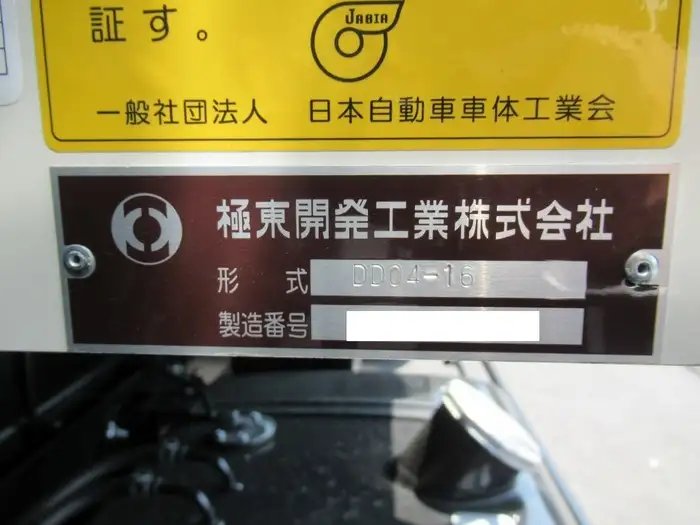 証す。
JABIA
一般社団法人 日本自動車車体工業会
極東開発工業株式会社
形式 DD04-16
製造番号